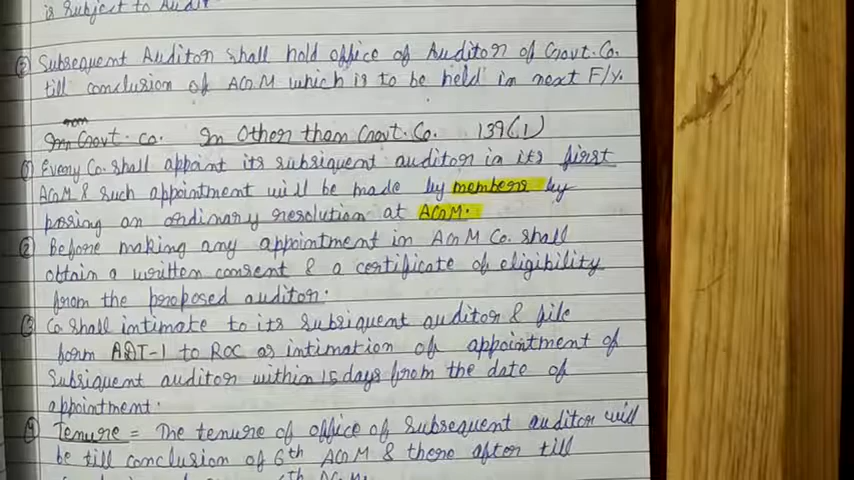 is subject to Audit
② Subsequent Auditor shall hold office of Auditor of Govt. Co.
till conclusion of AGM which is to be held in next F/y.
Govt. co. In Other than Govt. Co. 139(1)
① Every Co. shall appoint its subsiquent auditor in its first
AGM & such appointment will be made by members by
passing an ordinary resolution at AGM.
② Before making any appointment in AGM Co. shall
obtain a written consent & a certificate of eligibility
from the proposed auditor.
③ Co shall intimate to its subsiquent auditor & file
form ADT-1 to ROC as intimation of appointment of
subsiquent auditor within 15 days from the date of
appointment.
④ Tenure = The tenure of office of subsequent auditor will
be till conclusion of 6th AGM & there after till